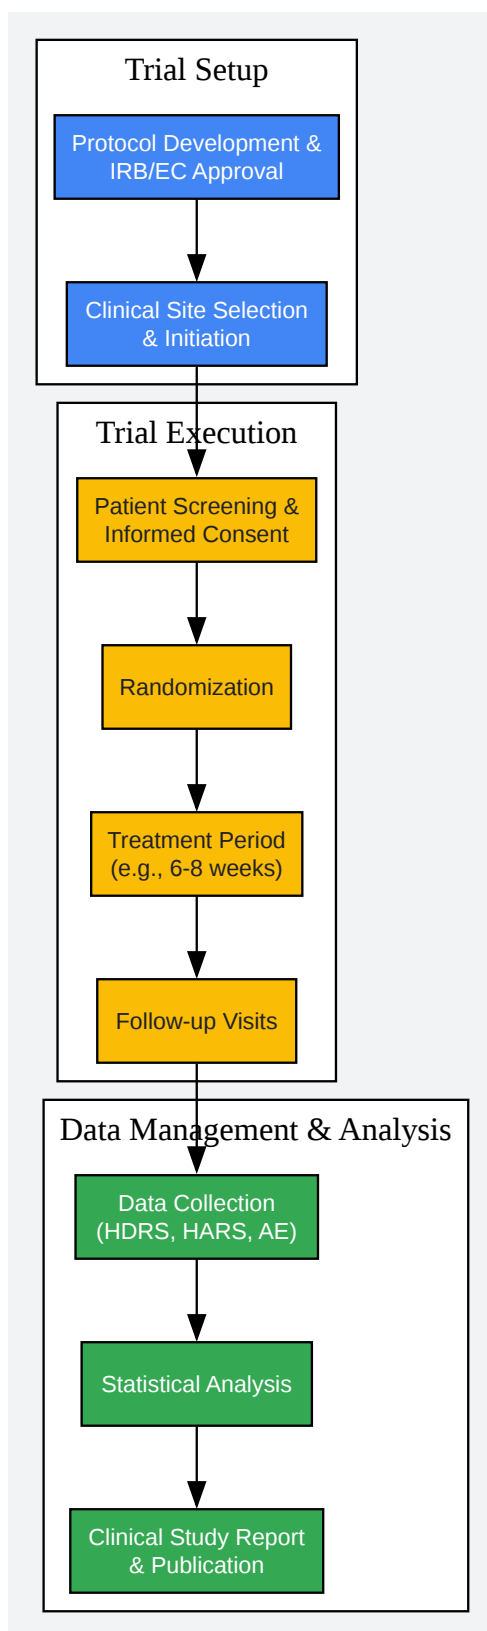 Trial Setup
Protocol Development &
IRB/EC Approval
Clinical Site Selection
& Initiation
Trial Execution
Patient Screening &
Informed Consent
Randomization
Treatment Period
(e.g., 6-8 weeks)
Follow-up Visits
Data Management & Analysis
Data Collection
(HDRS, HARS, AE)
Statistical Analysis
Clinical Study Report
& Publication